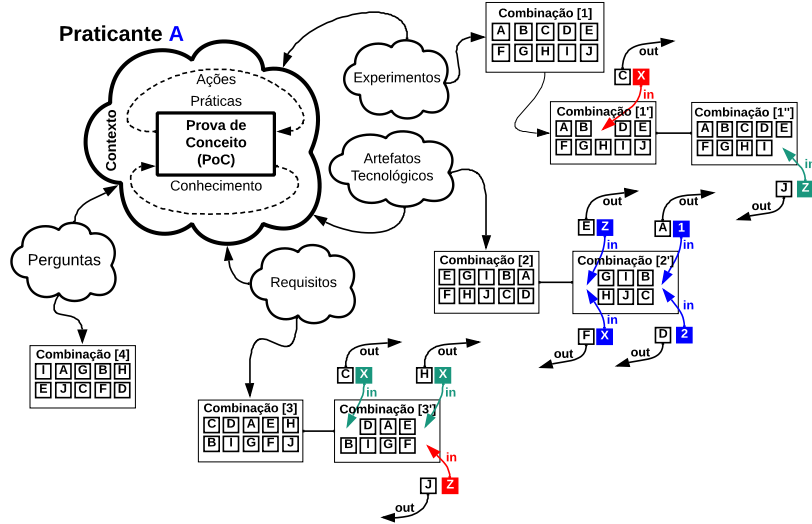 Praticante A
Contexto
Ações
Práticas
Prova de
Conceito
(PoC)
Conhecimento
Experimentos
Artefatos
Tecnológicos
Perguntas
Requisitos
Combinação [1]
A B C D E
F G H I J
out
C X
in
Combinação [1']
A B D E
F G H I J
Combinação [1'']
A B C D E
F G H I
in
J Z
out
Combinação [2]
E G I B A
F H J C D
out
E Z
in
out
A 1
in
Combinação [2']
G I B
H J C
in
F X
out
in
D 2
out
Combinação [4]
I A G B H
E J C F D
Combinação [3]
C D A E H
B I G F J
out
C X
in
out
H X
in
Combinação [3']
D A E
B I G F
in
J Z
out